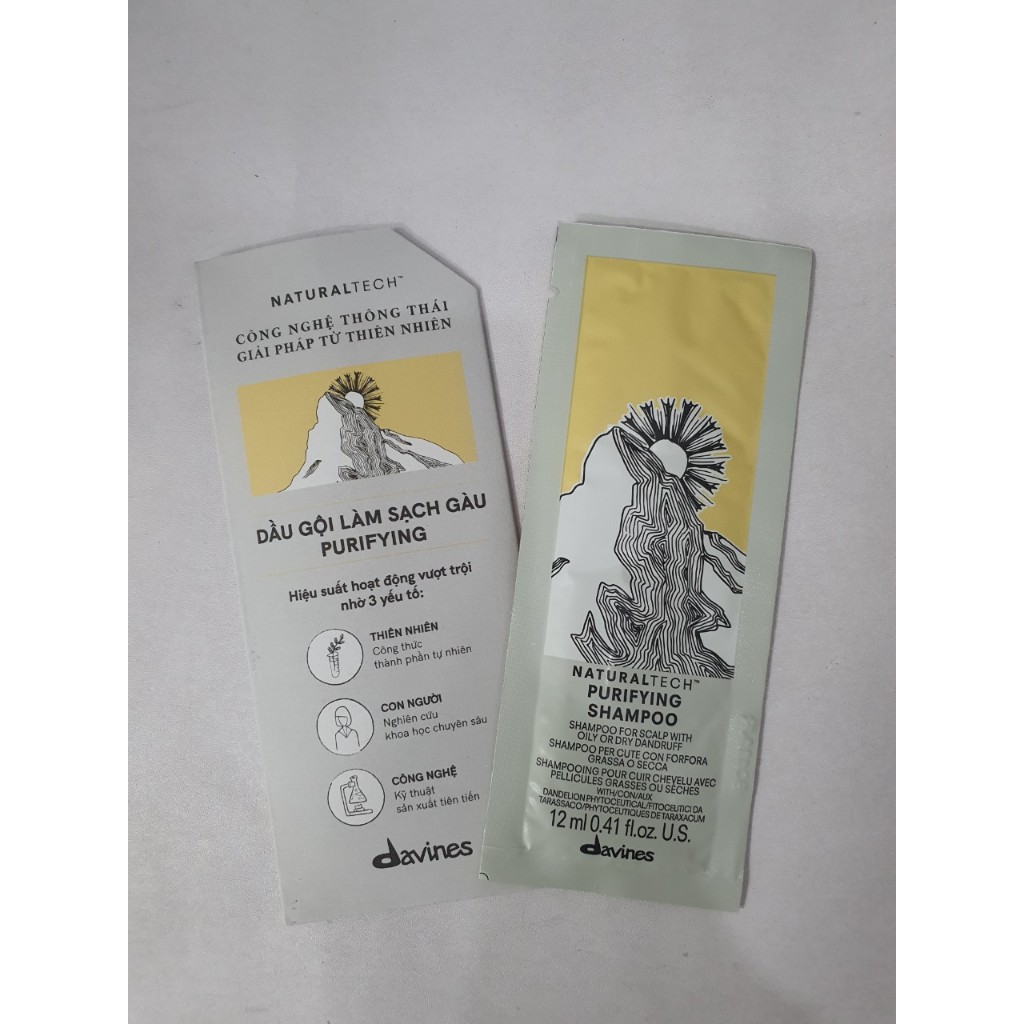 NATURALTECH™
CÔNG NGHỆ THÔNG THÁI
GIẢI PHÁP TỪ THIÊN NHIÊN
DẦU GỘI LÀM SẠCH GÀU
PURIFYING
Hiệu suất hoạt động vượt trội
nhờ 3 yếu tố:
THIÊN NHIÊN
Công thức
thành phần tự nhiên
CON NGƯỜI
Nghiên cứu
khoa học chuyên sâu
CÔNG NGHỆ
Kỹ thuật
sản xuất tiên tiến
davines
NATURALTECH™
PURIFYING
SHAMPOO
SHAMPOO FOR SCALP WITH
OILY OR DRY DANDRUFF
SHAMPOO PER CUTE CON FORFORA
GRASSA O SECCA
SHAMPOOING POUR CUIR CHEVELU AVEC
PELLICULES GRASSES OU SÈCHES
WITH/CON/AUX
DANDELION PHYTOCEUTICAL/FITOCEUTICI DA
TARASSACO/PHYTOCEUTIQUES DE TARAXACUM
12 ml 0.41 fl.oz. U.S.
davines